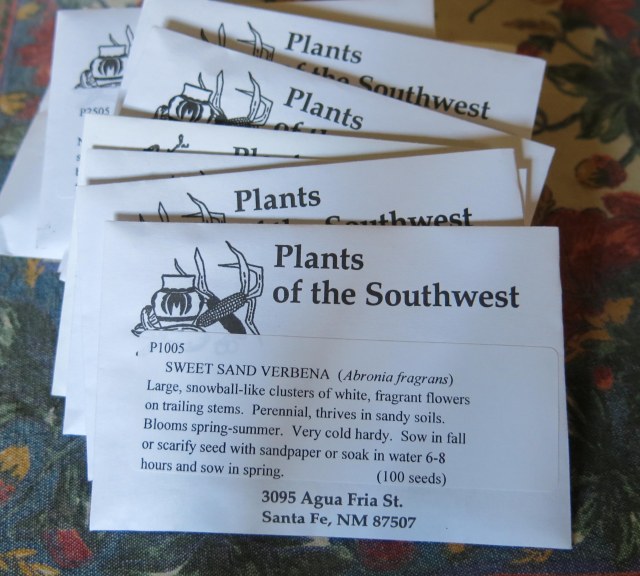 Plants
of the Southwest
P2505
Plants
Plants
Plants
of the Southwest
Plants
of the Southwest
P1005
SWEET SAND VERBENA (Abronia fragrans)
Large, snowball-like clusters of white, fragrant flowers
on trailing stems. Perennial, thrives in sandy soils.
Blooms spring-summer. Very cold hardy. Sow in fall
or scarify seed with sandpaper or soak in water 6-8
hours and sow in spring. (100 seeds)
3095 Agua Fria St.
Santa Fe, NM 87507